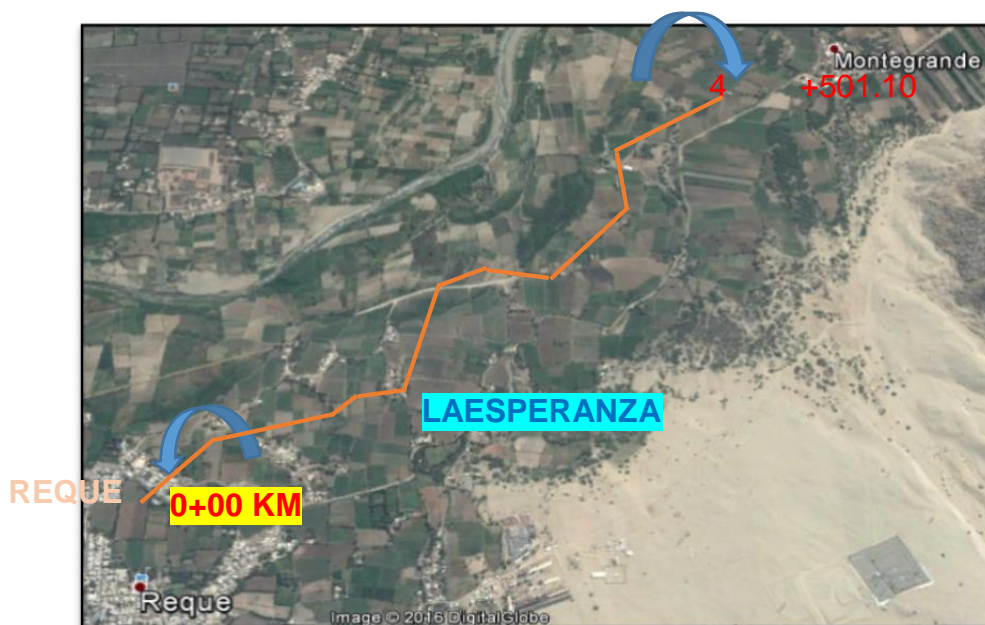 Montegrande
4 +501.10
LAESPERANZA
REQUE
0+00 KM
Reque
Image © 2016 DigitalGlobe